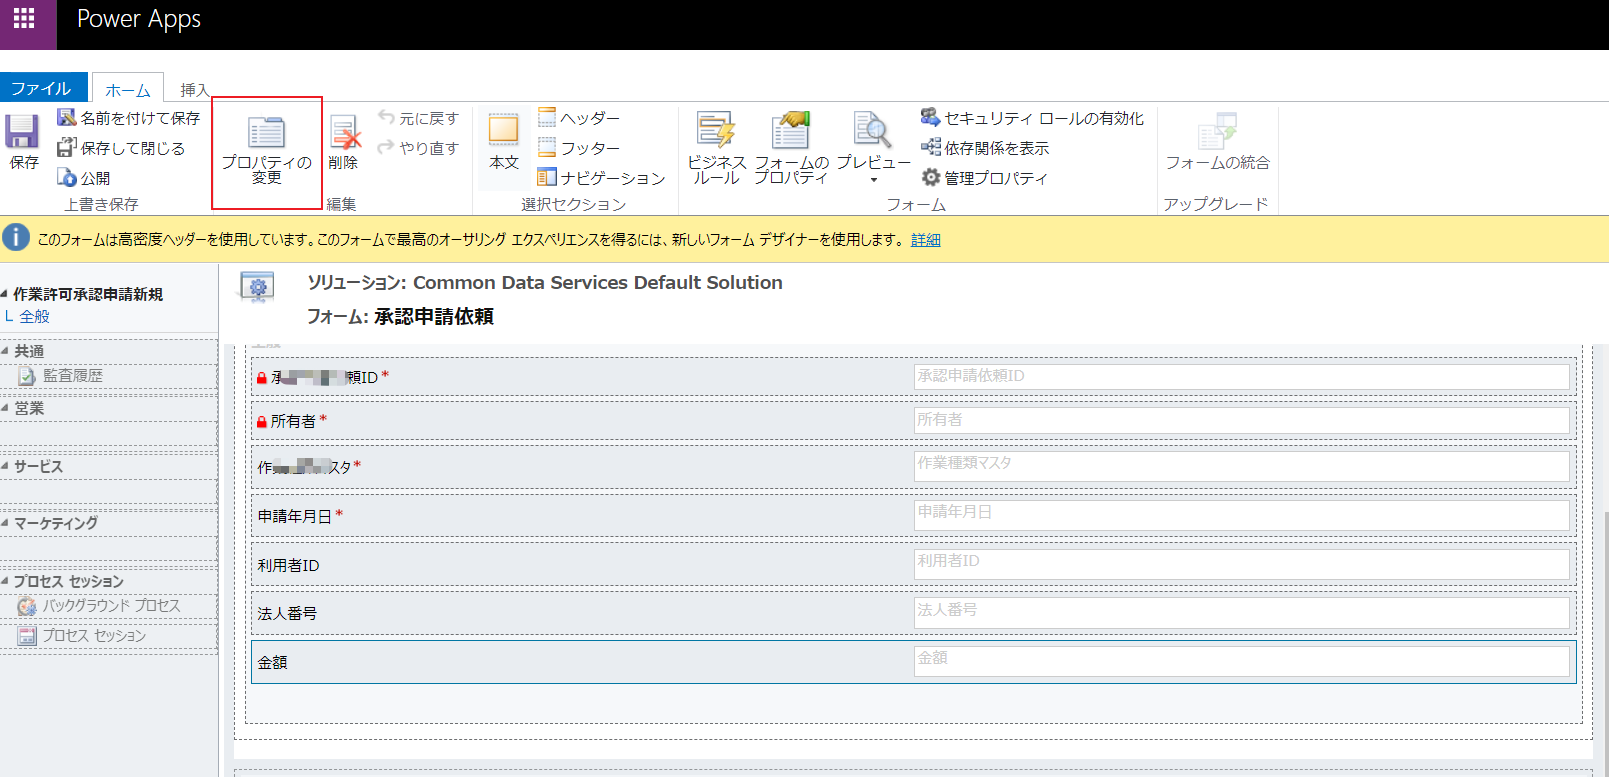 Power Apps
ファイル ホーム 挿入
保存
名前を付けて保存
保存して閉じる
公開
上書き保存
プロパティの
変更
削除
元に戻す
やり直す
編集
本文
ヘッダー
フッター
ナビゲーション
選択セクション
ビジネス
ルール
フォームの
プロパティ
プレビュー
セキュリティ ロールの有効化
依存関係を表示
管理プロパティ
フォーム
フォームの統合
アップグレード
このフォームは高密度ヘッダーを使用しています。このフォームで最高のオーサリング エクスペリエンスを得るには、新しいフォーム デザイナーを使用します。 詳細
作業許可承認申請新規
全般
共通
監査履歴
営業
サービス
マーケティング
プロセス セッション
バックグラウンド プロセス
プロセス セッション
ソリューション: Common Data Services Default Solution
フォーム: 承認申請依頼
頼ID* 承認申請依頼ID
所有者* 所有者
スタ* 作業種類マスタ
申請年月日* 申請年月日
利用者ID 利用者ID
法人番号 法人番号
金額 金額